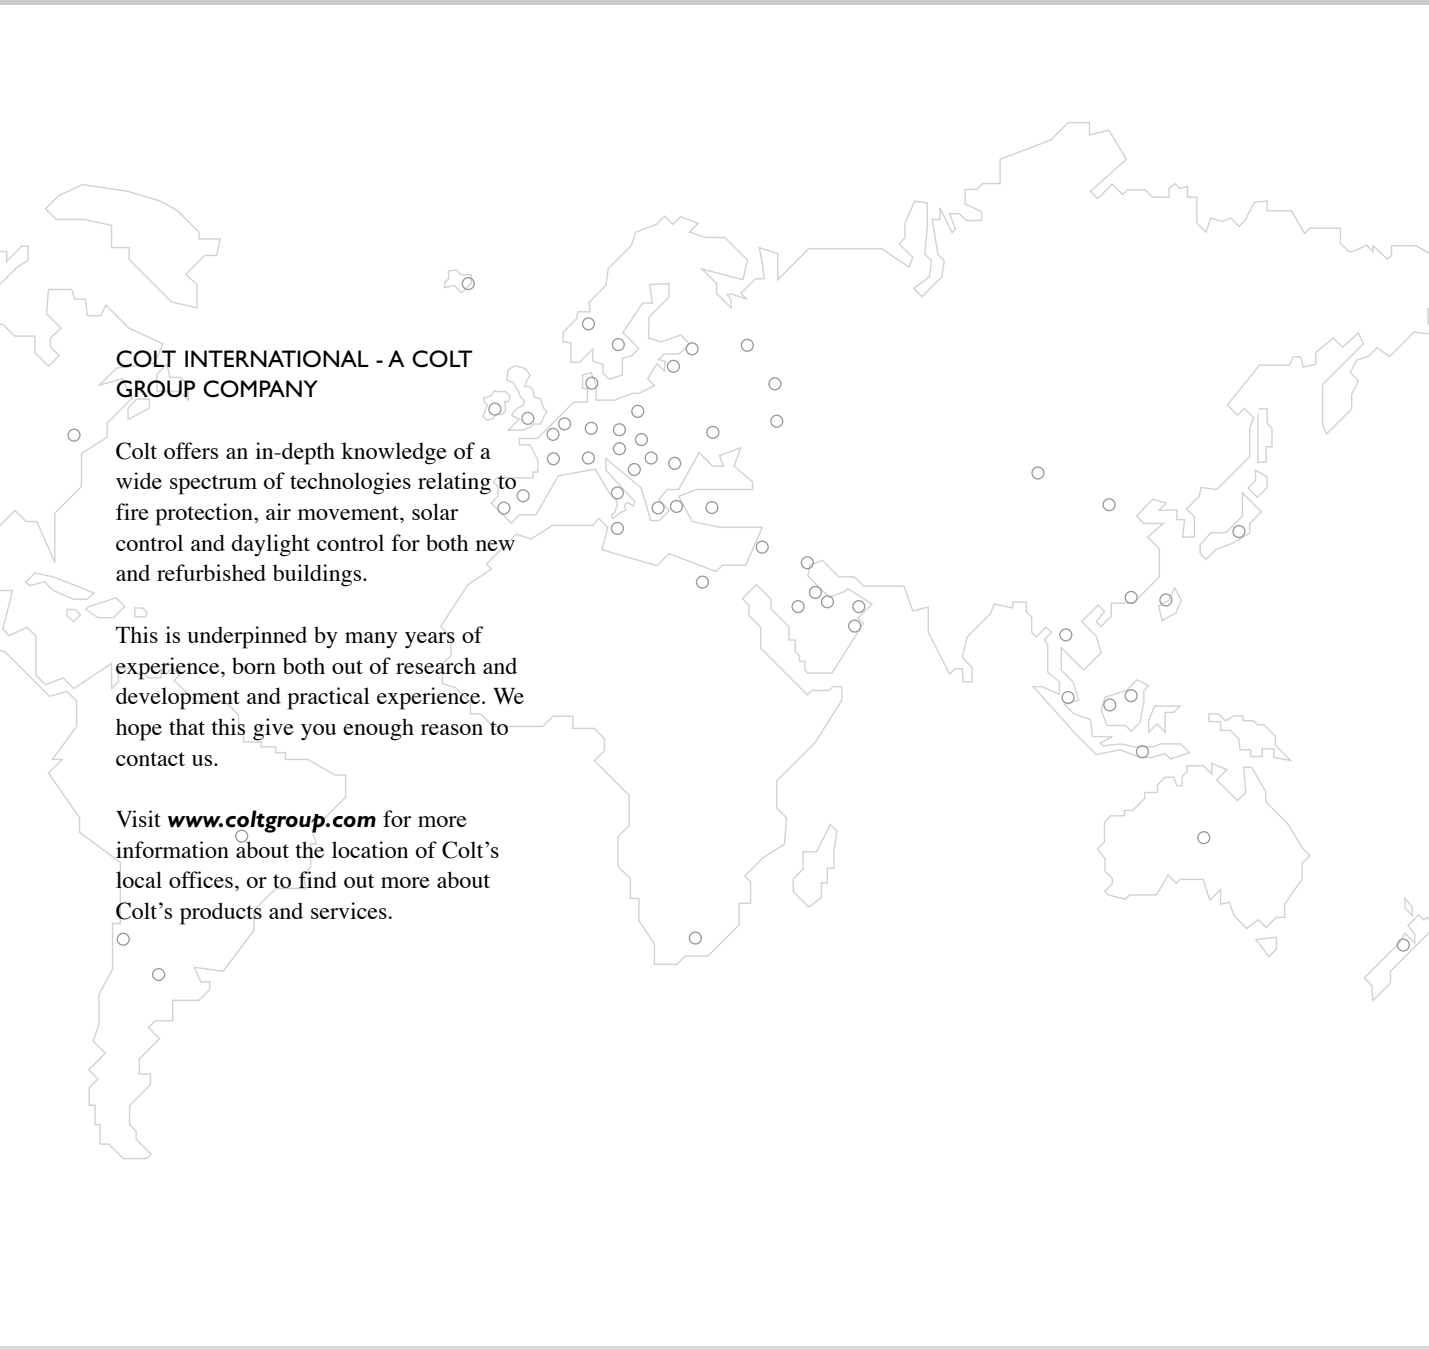 COLT INTERNATIONAL - A COLT
GROUP COMPANY
Colt offers an in-depth knowledge of a
wide spectrum of technologies relating to
fire protection, air movement, solar
control and daylight control for both new
and refurbished buildings.
This is underpinned by many years of
experience, born both out of research and
development and practical experience. We
hope that this give you enough reason to
contact us.
Visit www.coltgroup.com for more
information about the location of Colt’s
local offices, or to find out more about
Colt’s products and services.